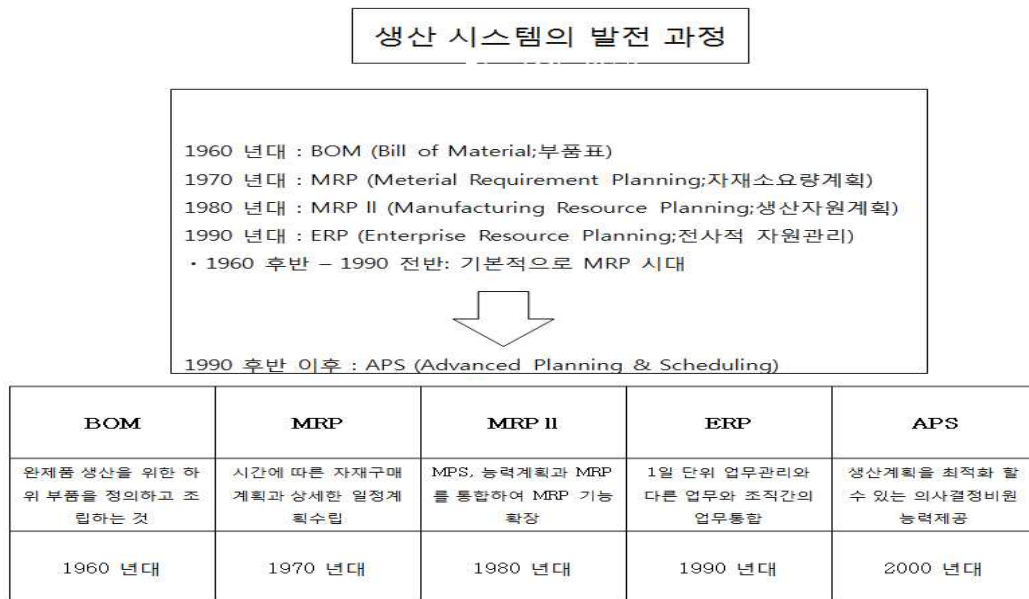 생산 시스템의 발전 과정
1960 년대 : BOM (Bill of Material;부품표)
1970 년대 : MRP (Meterial Requirement Planning;자재소요량계획)
1980 년대 : MRP ll (Manufacturing Resource Planning;생산자원계획)
1990 년대 : ERP (Enterprise Resource Planning;전사적 자원관리)
・1960 후반 – 1990 전반: 기본적으로 MRP 시대
1990 후반 이후 : APS (Advanced Planning & Scheduling)
BOM MRP MRP ll ERP APS
완제품 생산을 위한 하
위 부품을 정의하고 조
립하는 것
시간에 따른 자재구매
계획과 상세한 일정계
획수립
MPS, 능력계획과 MRP
를 통합하여 MRP 기능
확장
1일 단위 업무관리와
다른 업무와 조직간의
업무통합
생산계획을 최적화 할
수 있는 의사결정비원
능력제공
1960 년대 1970 년대 1980 년대 1990 년대 2000 년대